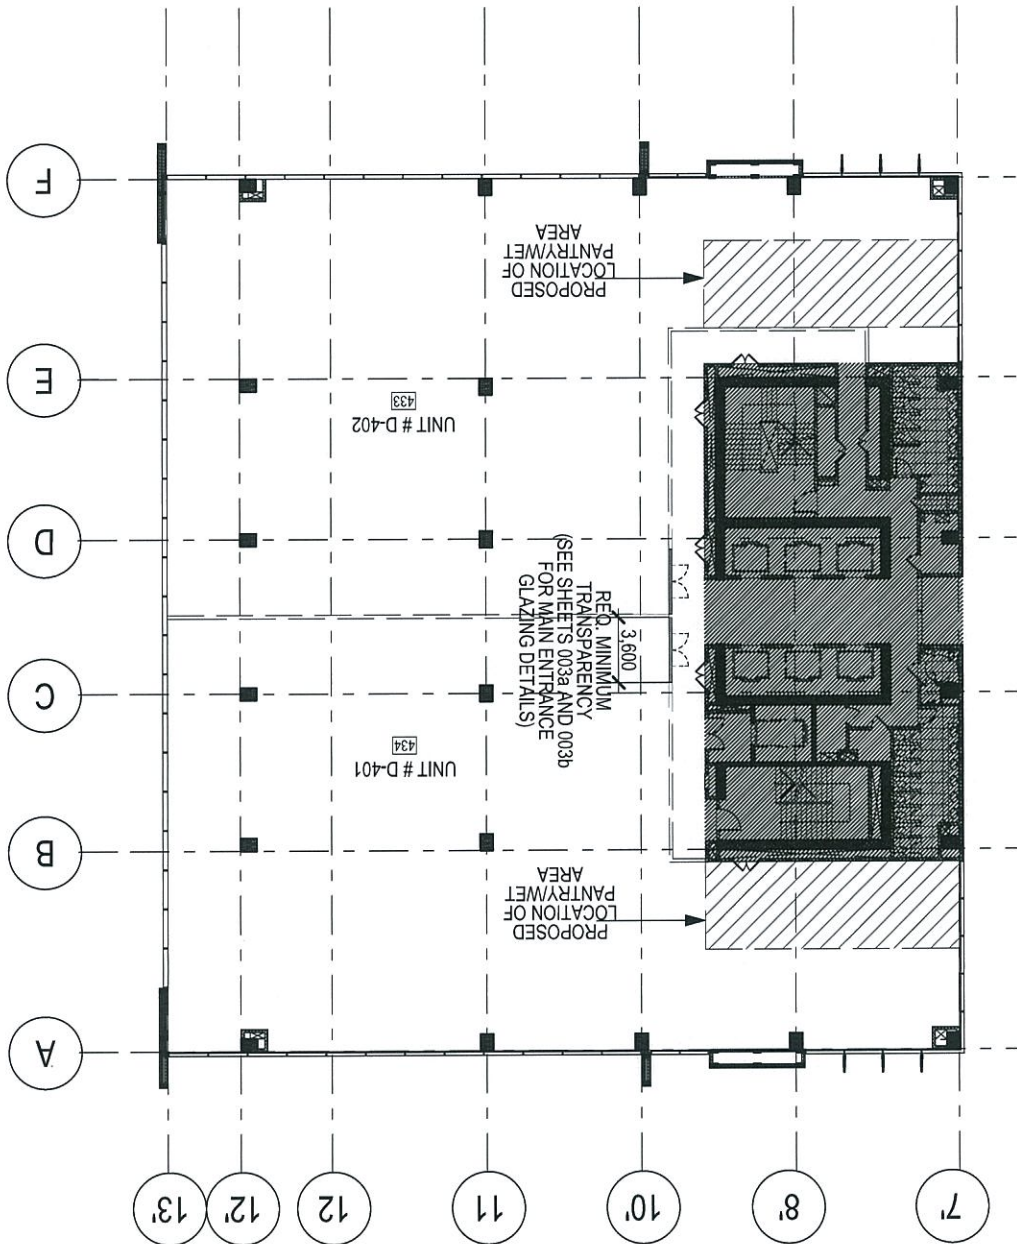 7'
8'
10'
11
12
12'
13'
A
PROPOSED
LOCATION OF
PANTRY/WET
AREA
B
UNIT # D-401
434
C
3,600
REQ. MINIMUM
TRANSPARENCY
(SEE SHEETS 003a AND 003b
FOR MAIN ENTRANCE
GLAZING DETAILS)
D
UNIT # D-402
433
E
PROPOSED
LOCATION OF
PANTRY/WET
AREA
F